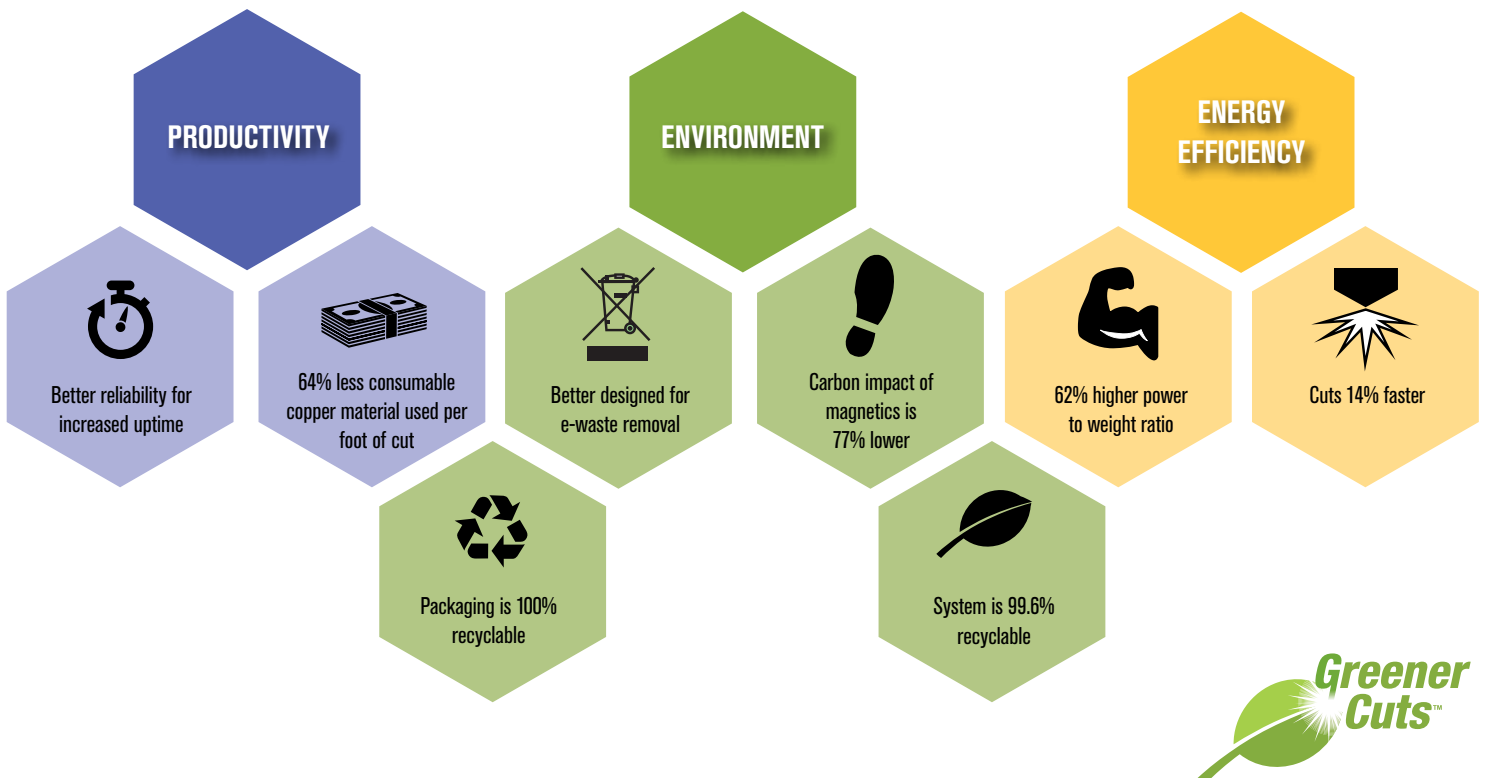 PRODUCTIVITY
Better reliability for
increased uptime
64% less consumable
copper material used per
foot of cut
ENVIRONMENT
Better designed for
e-waste removal
Carbon impact of
magnetics is
77% lower
Packaging is 100%
recyclable
System is 99.6%
recyclable
ENERGY
EFFICIENCY
62% higher power
to weight ratio
Cuts 14% faster
Greener
Cuts™